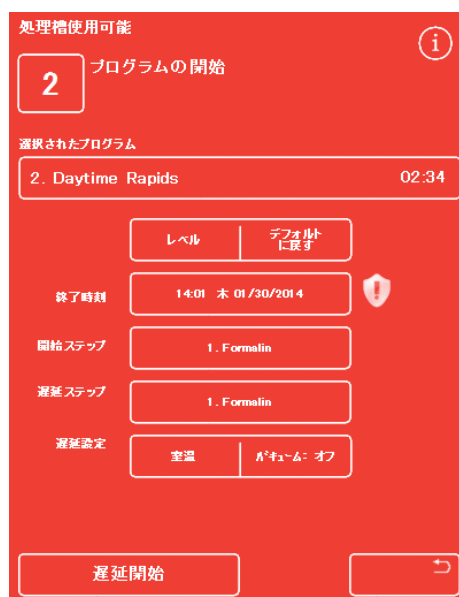 処理槽使用可能
2
プログラムの開始
選択されたプログラム
2. Daytime Rapids 02:34
レベル
デフォルト
に戻す
終了時刻 14:01 木 01/30/2014
開始ステップ 1. Formalin
遅延ステップ 1. Formalin
遅延設定 室温 バキューム: オフ
遅延開始